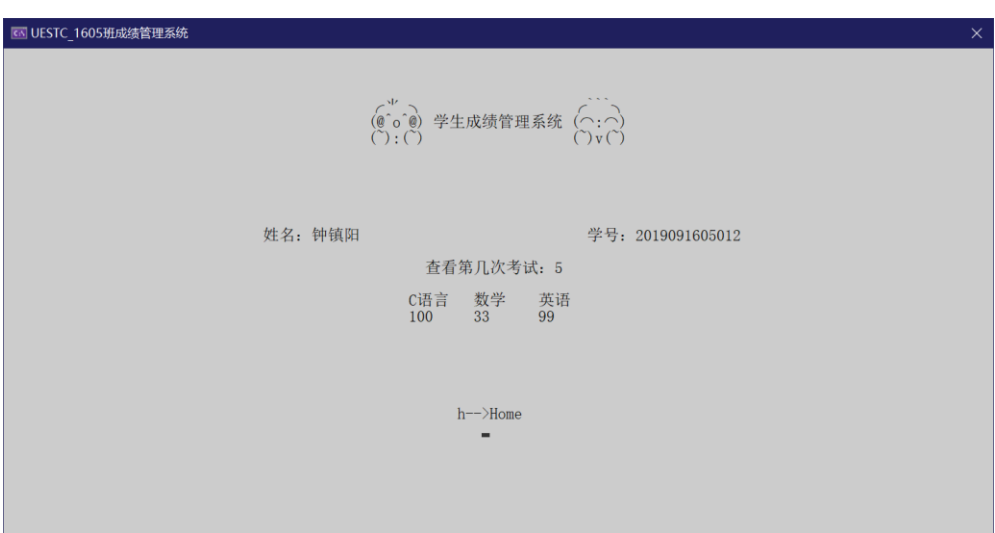 UESTC_1605班成绩管理系统
学生成绩管理系统
(@^o^@)
(~):(~)
(⌒:⌒)
(~)v(~)
姓名：钟镇阳 学号：2019091605012
查看第几次考试：5
C语言 数学 英语
100 33 99
h-->Home